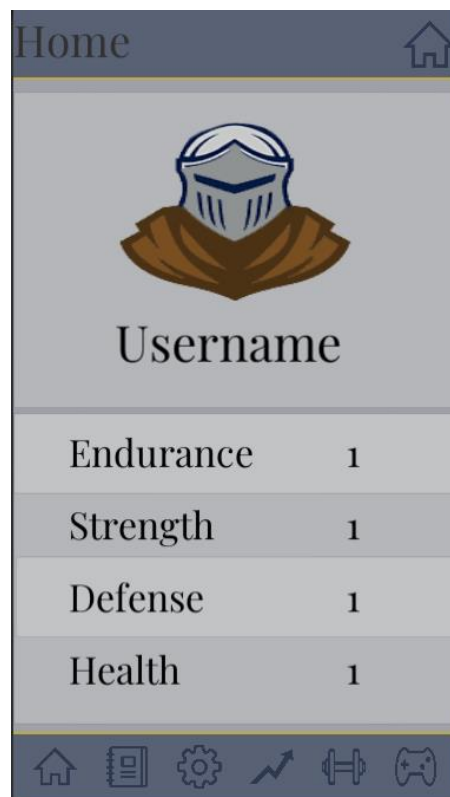 Home
Username
Endurance 1
Strength 1
Defense 1
Health 1